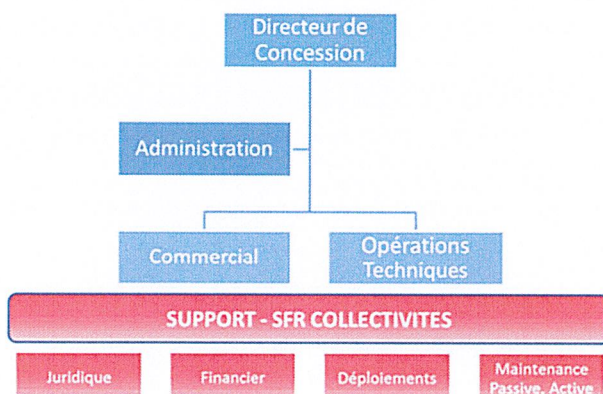 Directeur de
Concession
Administration
Commercial
Opérations
Techniques
SUPPORT - SFR COLLECTIVITES
Juridique
Financier
Déploiements
Maintenance
Passive, Active